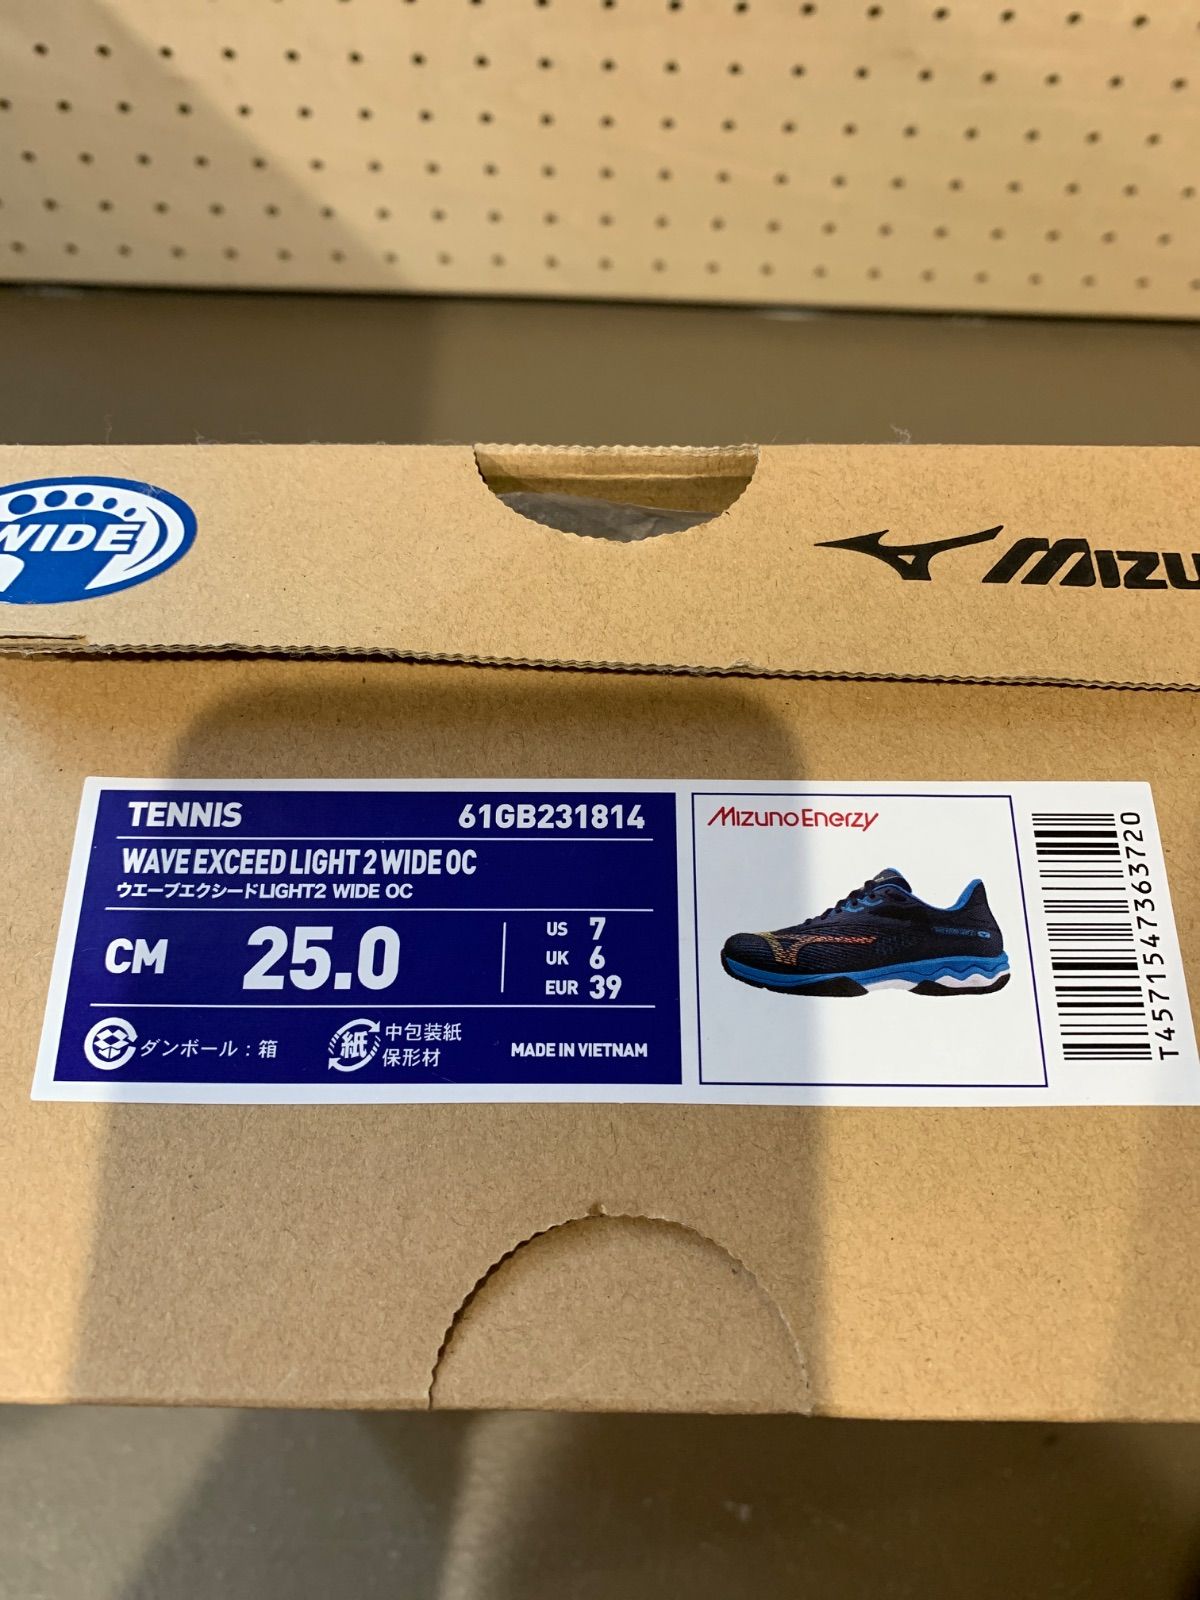 WIDE
MIZU
TENNIS 61GB231814
WAVE EXCEED LIGHT 2 WIDE OC
ウエーブエクシードLIGHT2 WIDE OC
CM 25.0
US 7
UK 6
EUR 39
ダンボール：箱
紙
中包装紙
保形材
MADE IN VIETNAM
MIZUNO ENERZY
T4571547363720